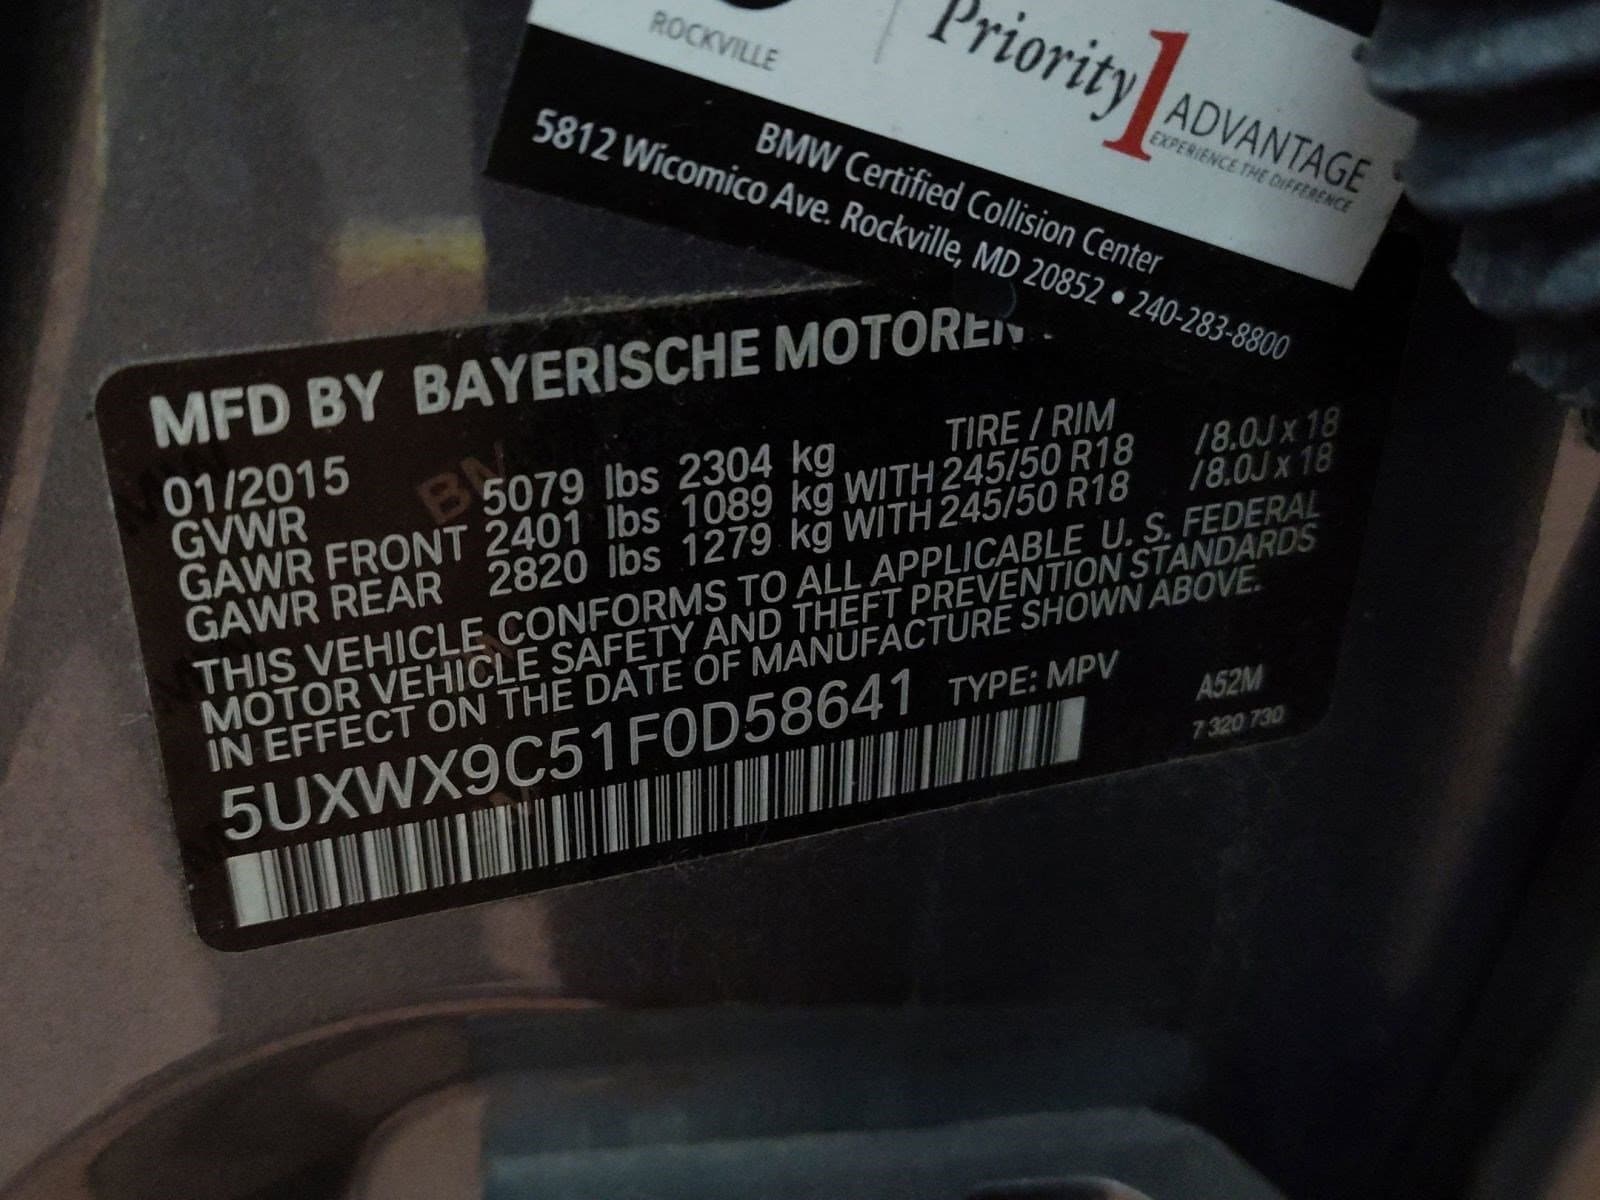 ROCKVILLE
Priority1 ADVANTAGE
EXPERIENCE THE DIFFERENCE
BMW Certified Collision Center
5812 Wicomico Ave. Rockville, MD 20852 • 240-283-8800
MFD BY BAYERISCHE MOTOREN
01/2015 TIRE / RIM
GVWR 5079 lbs 2304 kg
GAWR FRONT 2401 lbs 1089 kg WITH 245/50 R18 /8.0J x 18
GAWR REAR 2820 lbs 1279 kg WITH 245/50 R18 /8.0J x 18
THIS VEHICLE CONFORMS TO ALL APPLICABLE U. S. FEDERAL
MOTOR VEHICLE SAFETY AND THEFT PREVENTION STANDARDS
IN EFFECT ON THE DATE OF MANUFACTURE SHOWN ABOVE.
5UXWX9C51F0D58641 TYPE: MPV A52M
7 320 730